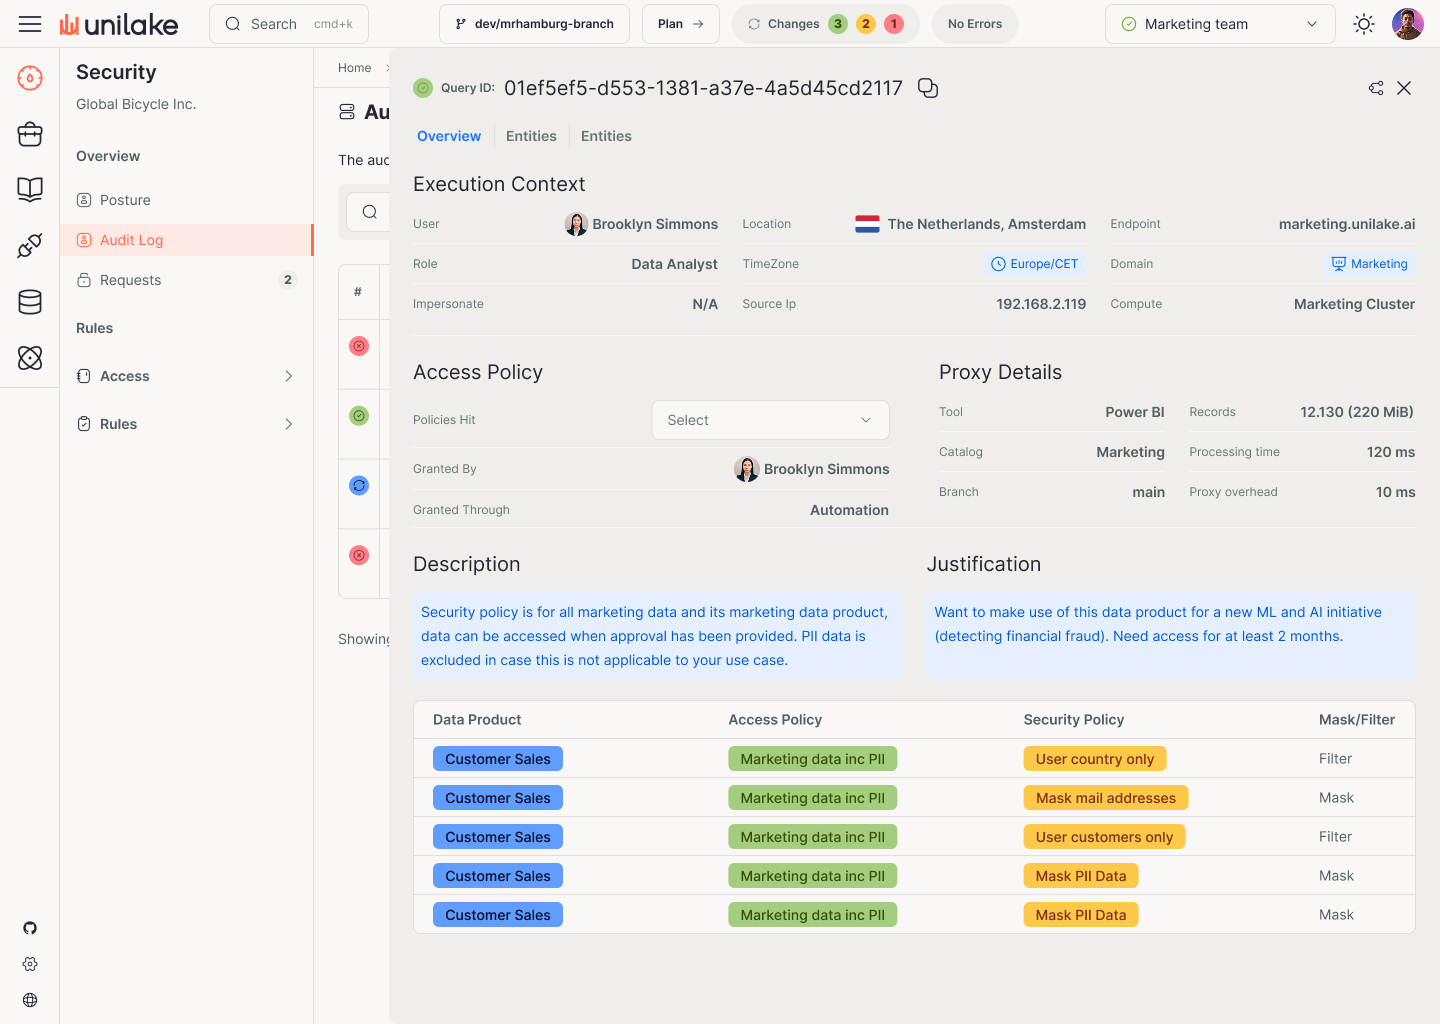 unilake
Search cmd+k
dev/mrhamburg-branch
Plan
Changes 3 2 1
No Errors
Marketing team
Security
Global Bicycle Inc.
Overview
Posture
Audit Log
Requests 2
Rules
Access
Rules
Home
Au
The aud
#
Showing
Query ID: 01ef5ef5-d553-1381-a37e-4a5d45cd2117
Overview Entities Entities
Execution Context
User Brooklyn Simmons Location The Netherlands, Amsterdam Endpoint marketing.unilake.ai
Role Data Analyst TimeZone Europe/CET Domain Marketing
Impersonate N/A Source Ip 192.168.2.119 Compute Marketing Cluster
Access Policy
Policies Hit Select
Granted By Brooklyn Simmons
Granted Through Automation
Proxy Details
Tool Power BI Records 12.130 (220 MiB)
Catalog Marketing Processing time 120 ms
Branch main Proxy overhead 10 ms
Description
Security policy is for all marketing data and its marketing data product,
data can be accessed when approval has been provided. PII data is
excluded in case this is not applicable to your use case.
Justification
Want to make use of this data product for a new ML and AI initiative
(detecting financial fraud). Need access for at least 2 months.
Data Product Access Policy Security Policy Mask/Filter
Customer Sales Marketing data inc PII User country only Filter
Customer Sales Marketing data inc PII Mask mail addresses Mask
Customer Sales Marketing data inc PII User customers only Filter
Customer Sales Marketing data inc PII Mask PII Data Mask
Customer Sales Marketing data inc PII Mask PII Data Mask